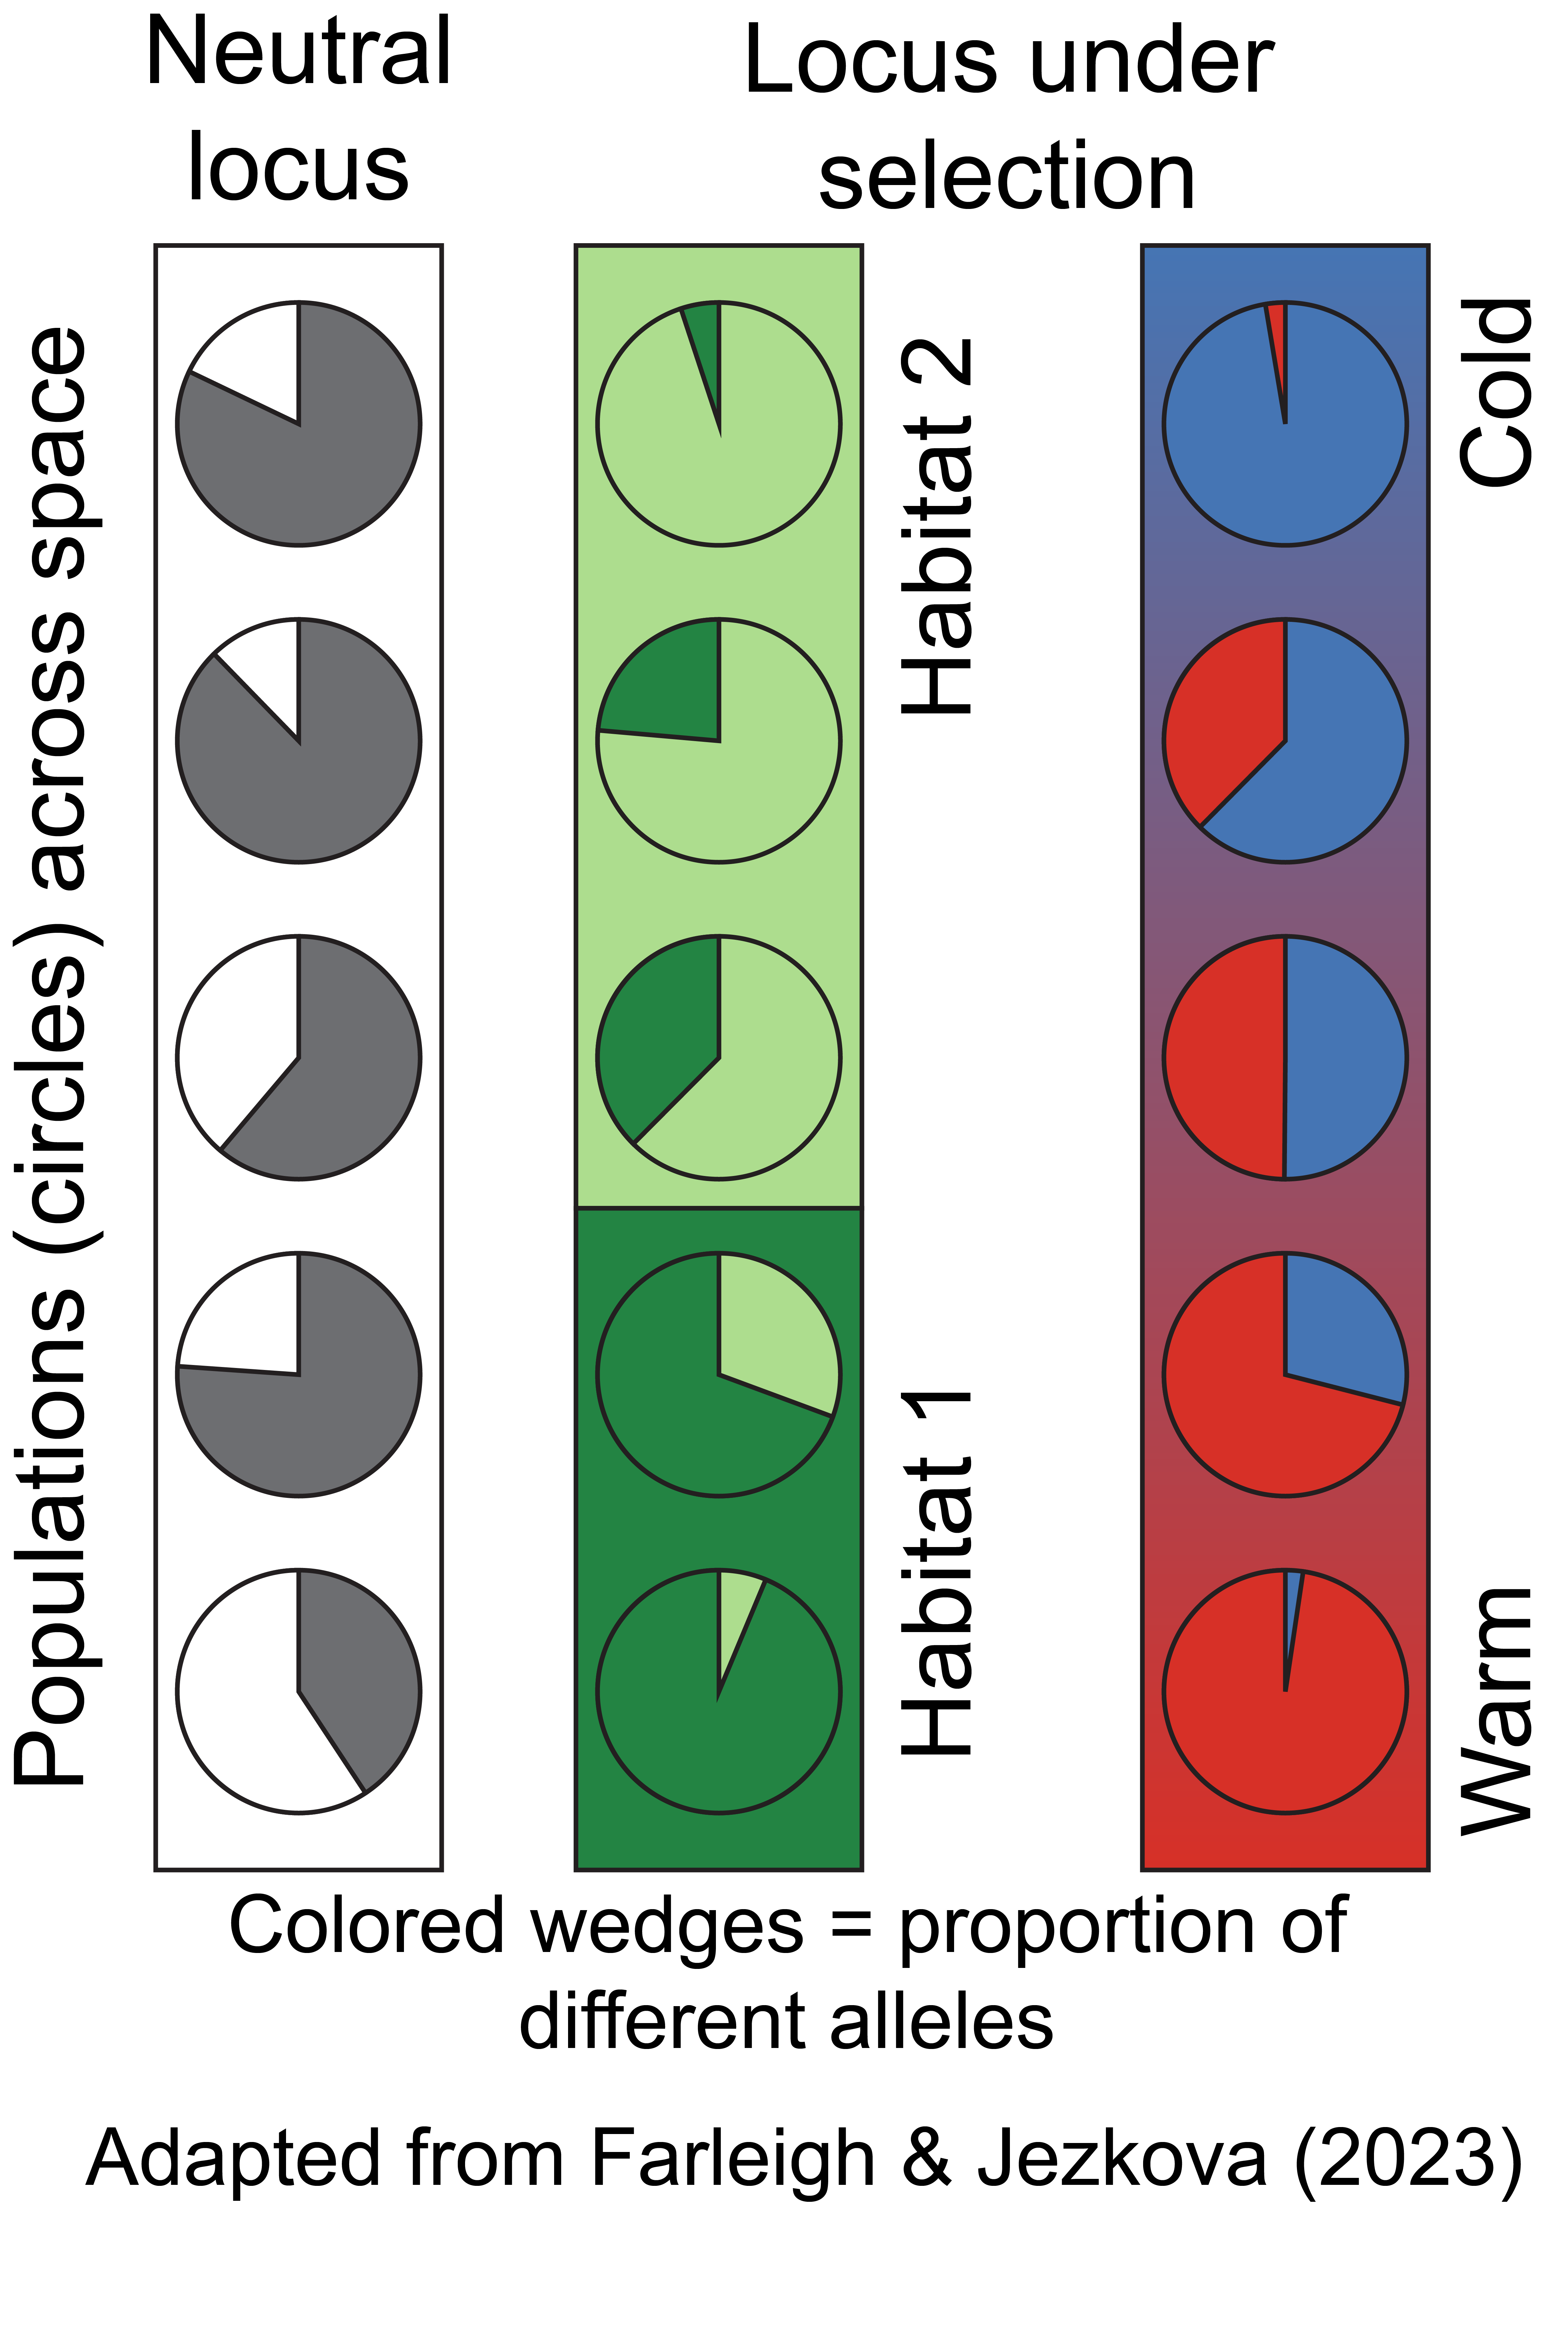 Neutral
locus
Locus under
selection
Populations (circles) across space
Habitat 2
Habitat 1
Cold
Warm
Colored wedges = proportion of
different alleles
Adapted from Farleigh & Jezkova (2023)